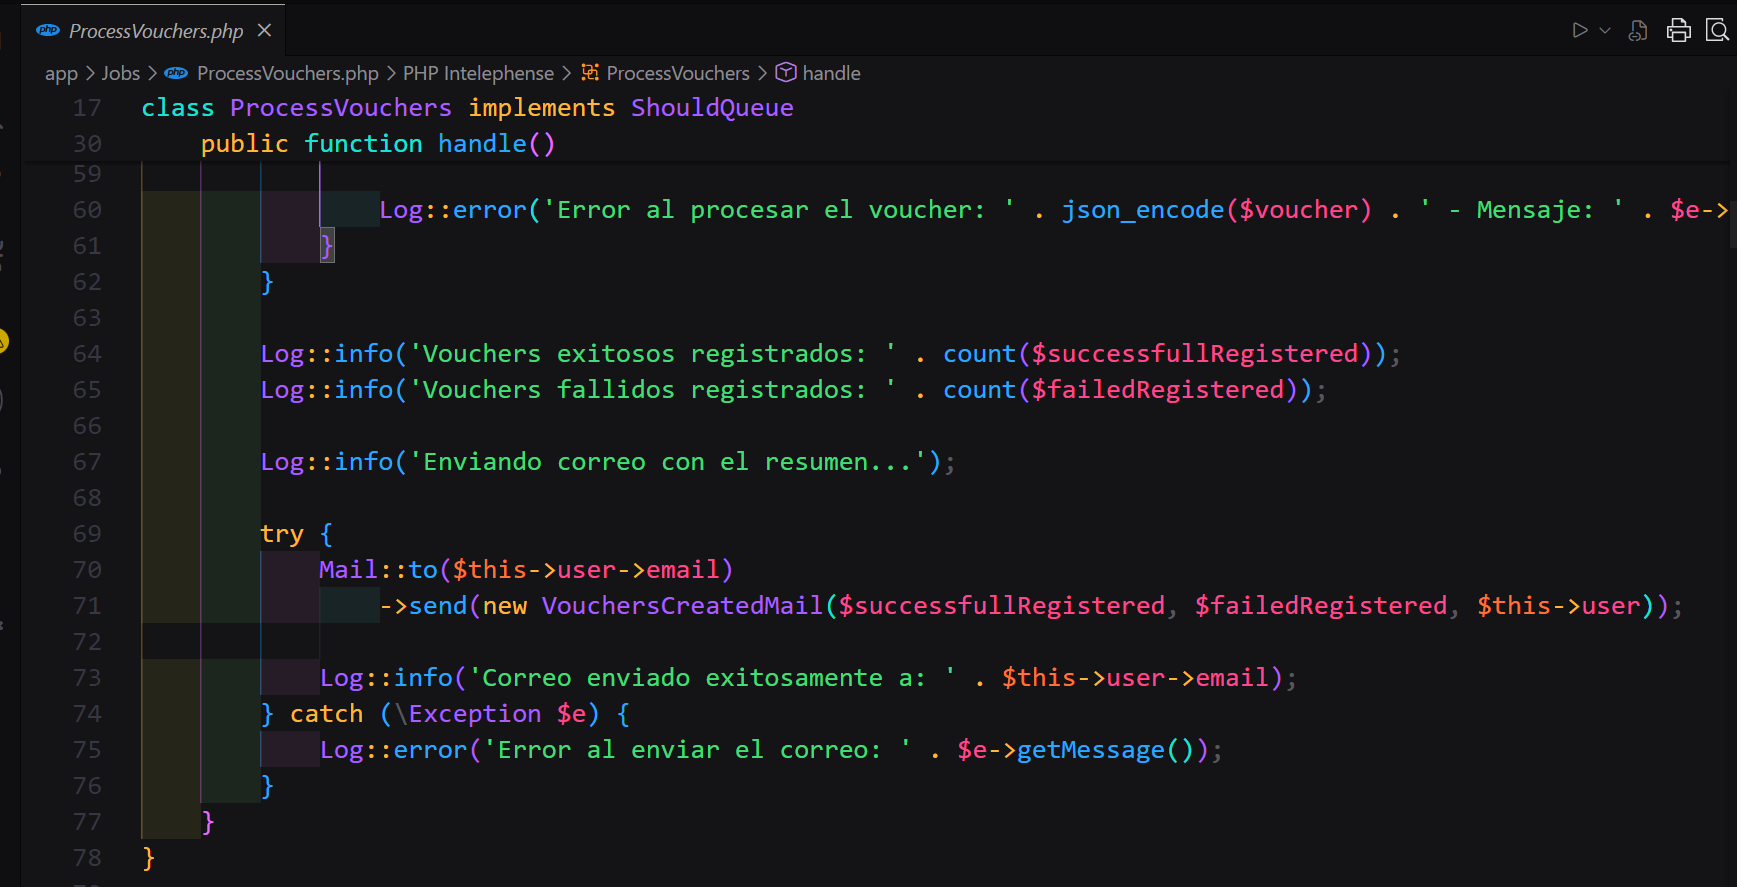 php ProcessVouchers.php
app > Jobs > php ProcessVouchers.php > PHP Intelephense > ProcessVouchers > handle
17 class ProcessVouchers implements ShouldQueue
30 public function handle()
59
60 Log::error('Error al procesar el voucher: ' . json_encode($voucher) . ' - Mensaje: ' . $e->
61 }
62 }
63
64 Log::info('Vouchers exitosos registrados: ' . count($successfullRegistered));
65 Log::info('Vouchers fallidos registrados: ' . count($failedRegistered));
66
67 Log::info('Enviando correo con el resumen...');
68
69 try {
70 Mail::to($this->user->email)
71 ->send(new VouchersCreatedMail($successfullRegistered, $failedRegistered, $this->user));
72
73 Log::info('Correo enviado exitosamente a: ' . $this->user->email);
74 } catch (\Exception $e) {
75 Log::error('Error al enviar el correo: ' . $e->getMessage());
76 }
77 }
78 }